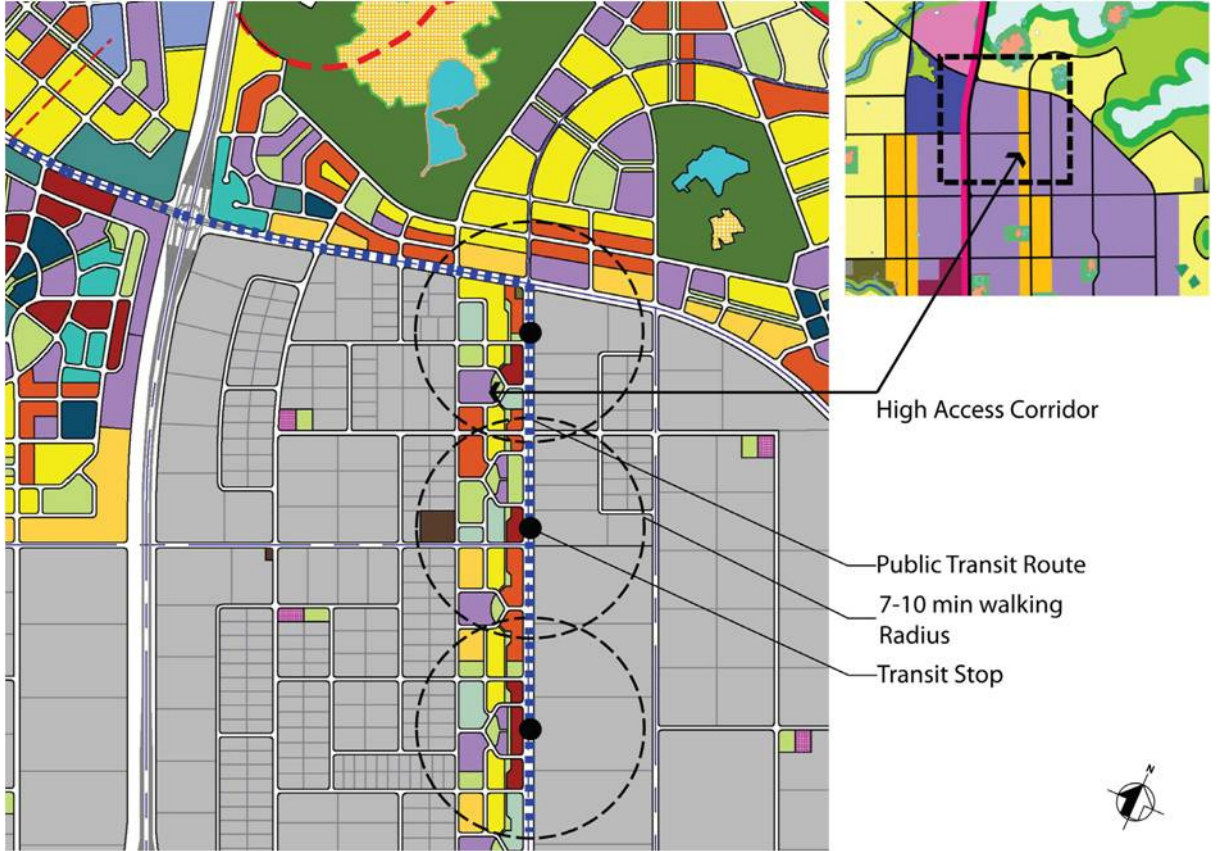 High Access Corridor
Public Transit Route
7-10 min walking
Radius
Transit Stop
N